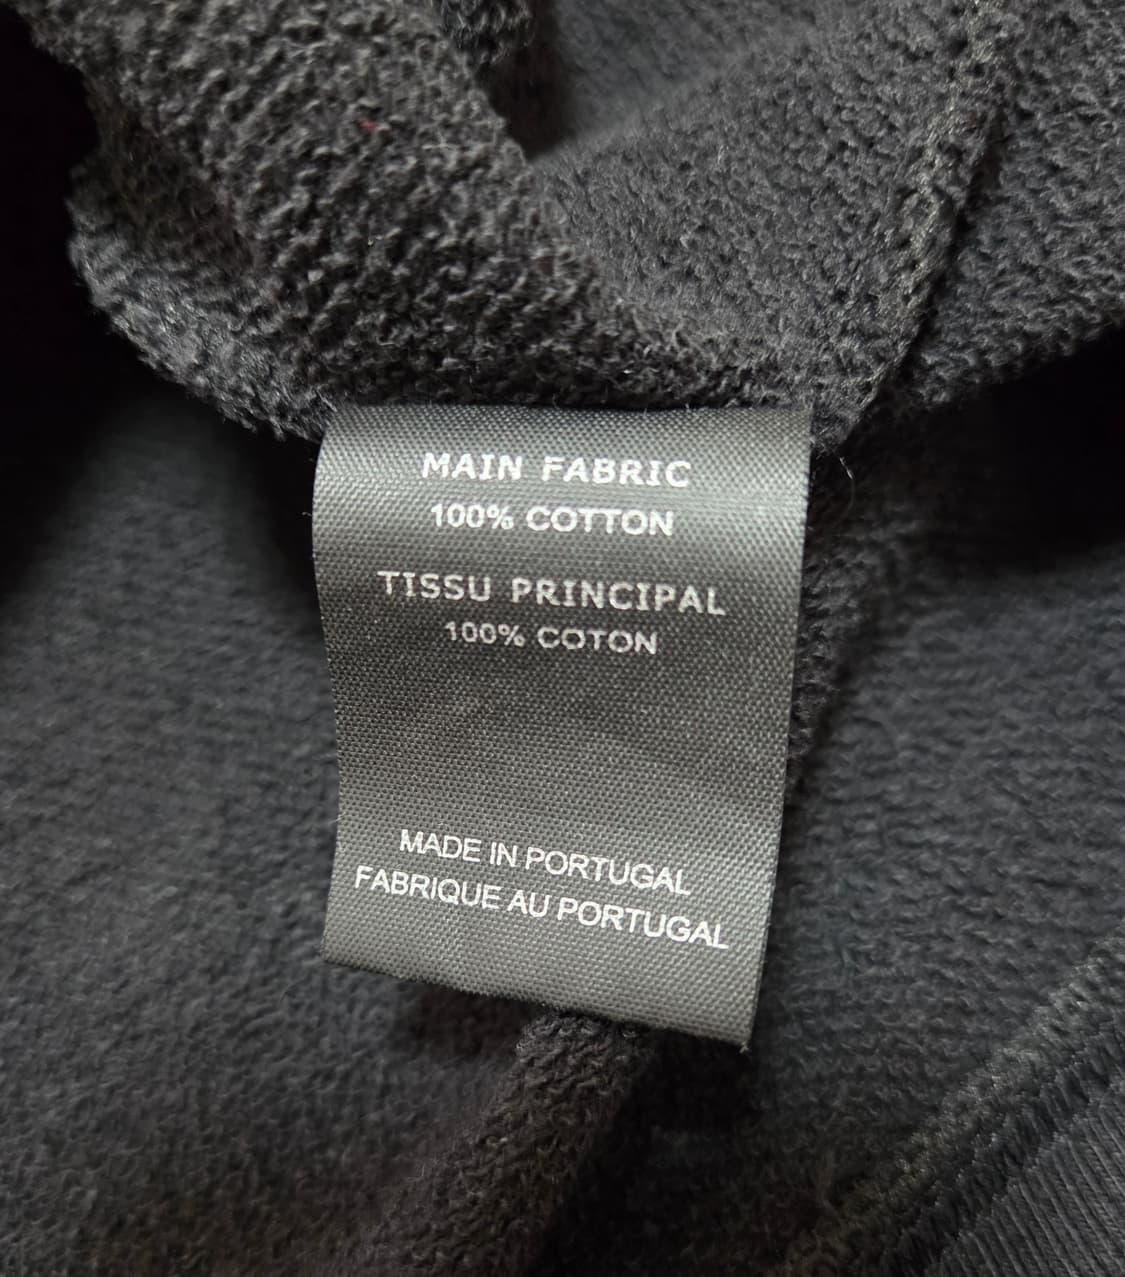 MAIN FABRIC
100% COTTON
TISSU PRINCIPAL
100% COTON
MADE IN PORTUGAL
FABRIQUE AU PORTUGAL